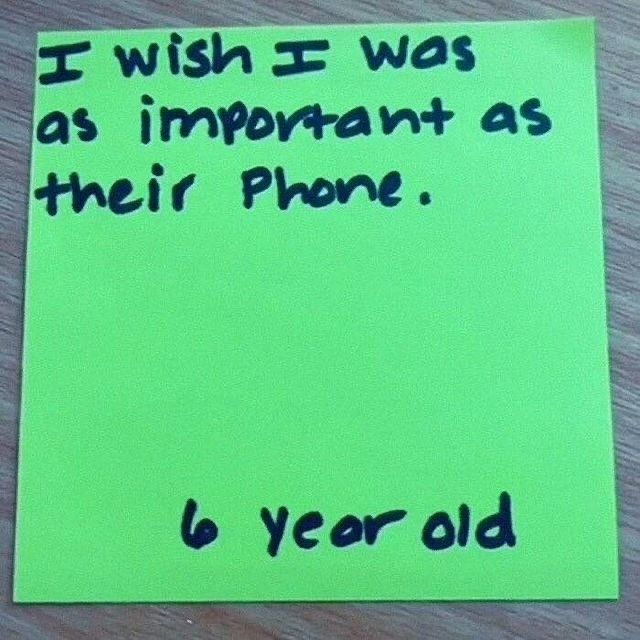 I wish I was
as important as
their Phone.
6 year old